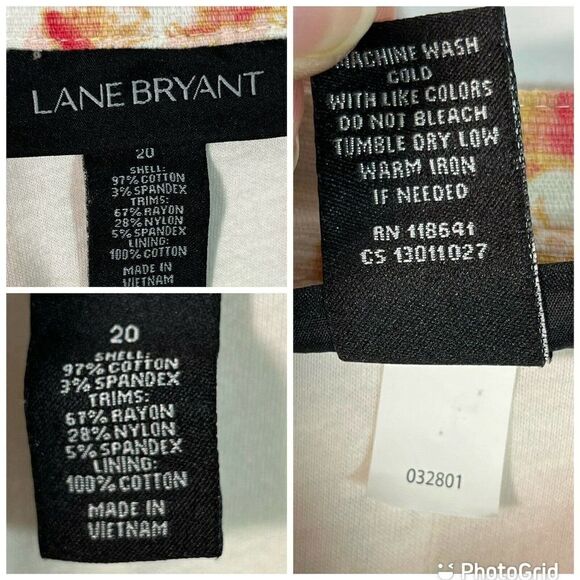 LANE BRYANT
20
SHELL:
97% COTTON
3% SPANDEX
TRIMS:
67% RAYON
28% NYLON
5% SPANDEX
LINING:
100% COTTON
MADE IN
VIETNAM
20
SHELL:
97% COTTON
3% SPANDEX
TRIMS:
67% RAYON
28% NYLON
5% SPANDEX
LINING:
100% COTTON
MADE IN
VIETNAM
MACHINE WASH
COLD
WITH LIKE COLORS
DO NOT BLEACH
TUMBLE DRY LOW
WARM IRON
IF NEEDED
RN 118641
CS 13011027
032801
PhotoGrid